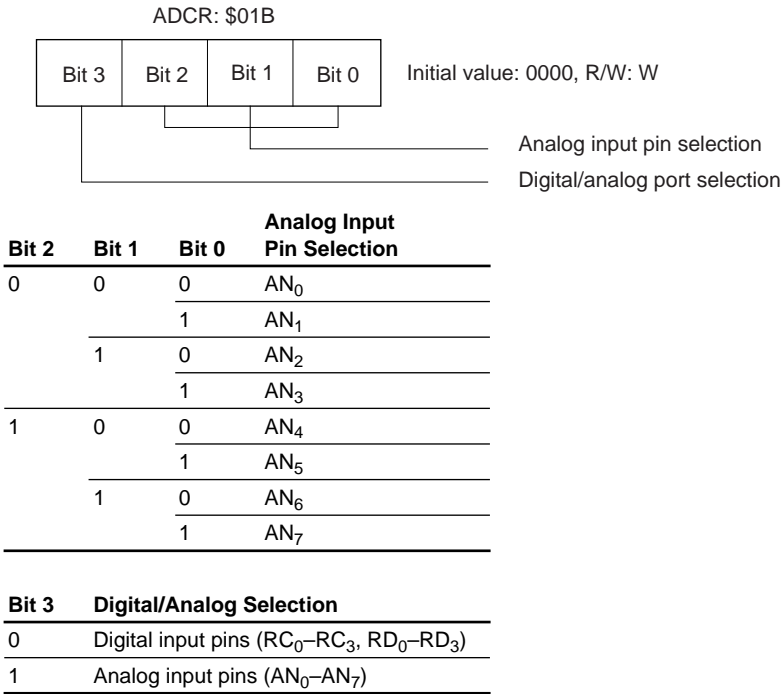 ADCR: $01B
Bit 3 Bit 2 Bit 1 Bit 0 Initial value: 0000, R/W: W
Analog input pin selection
Digital/analog port selection
Analog Input
Bit 2 Bit 1 Bit 0 Pin Selection
0 0 0 AN0
1 AN1
1 0 AN2
1 AN3
1 0 0 AN4
1 AN5
1 0 AN6
1 AN7
Bit 3 Digital/Analog Selection
0 Digital input pins (RC0–RC3, RD0–RD3)
1 Analog input pins (AN0–AN7)